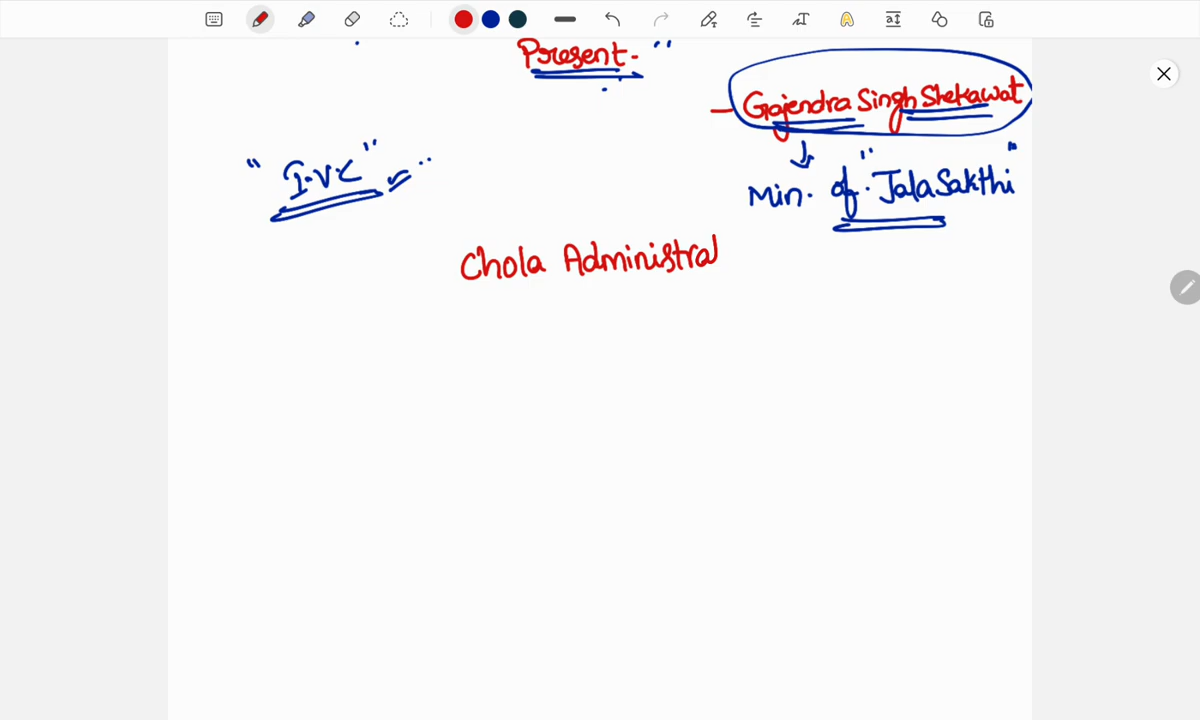 Present - "
- Gajendra Singh Shekawat
" I.V.C "
Min. of " JalaSakthi "
Chola Administral